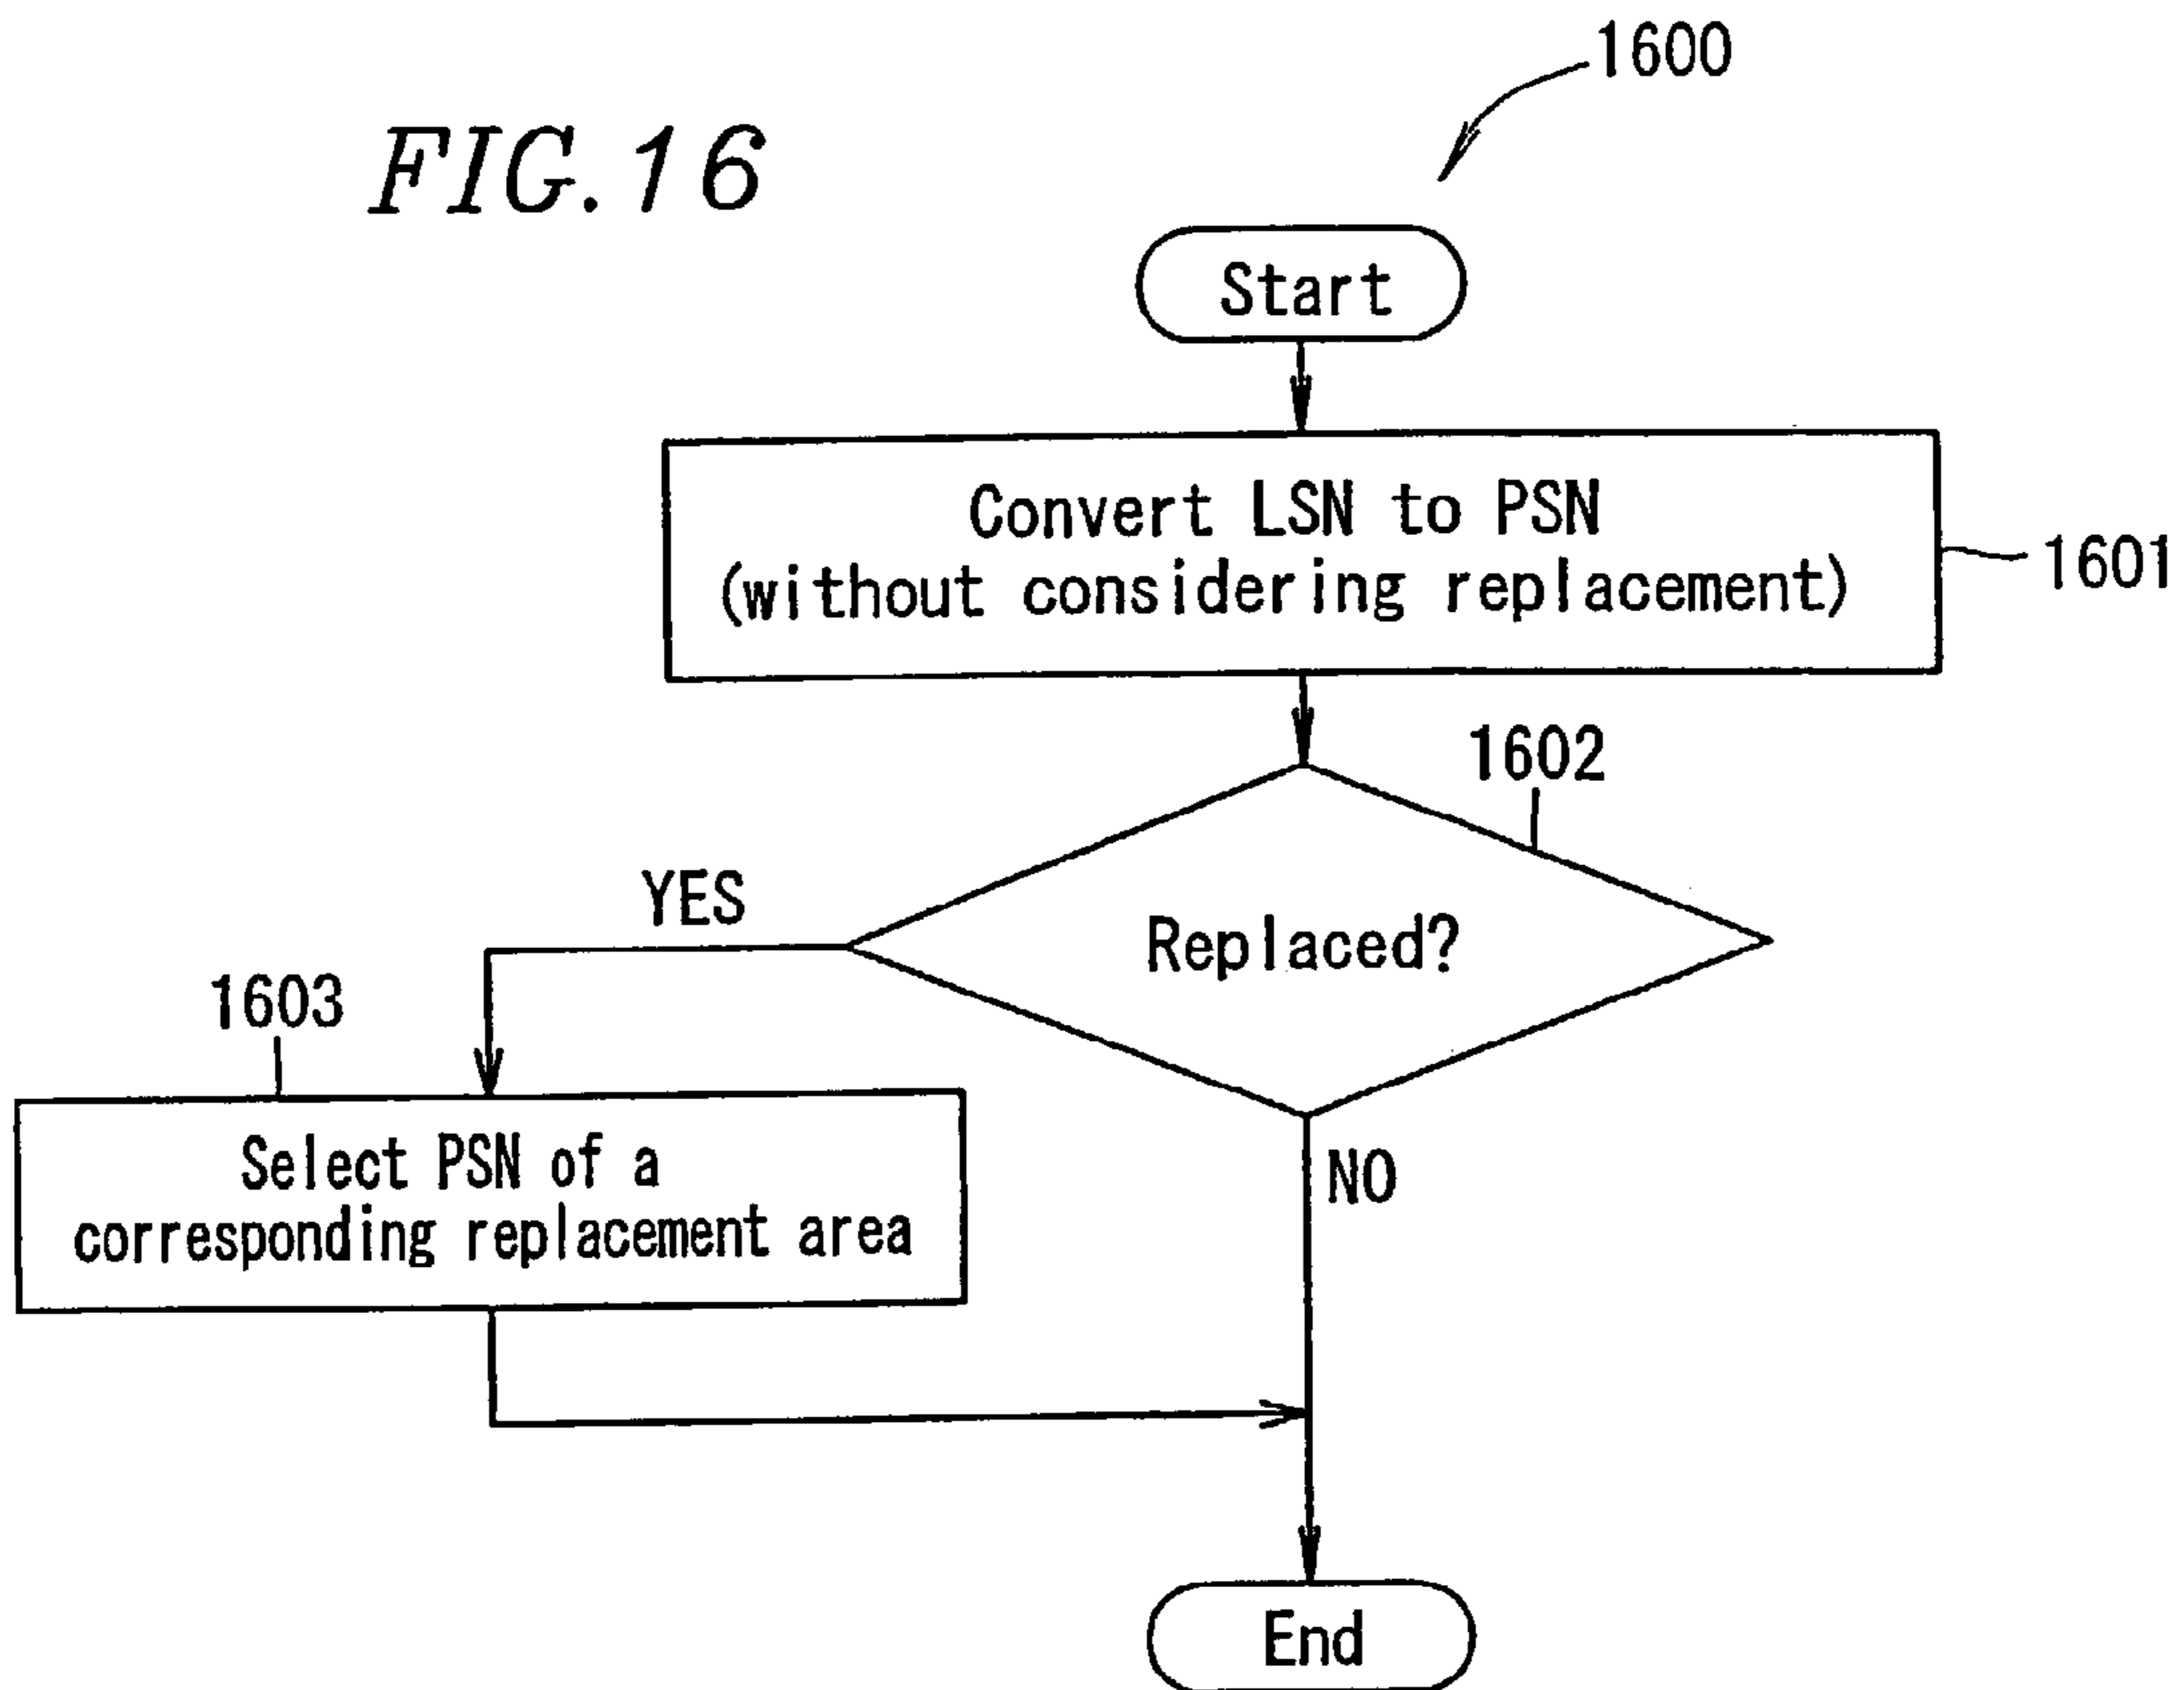 1600
FIG.16
Start
Convert LSN to PSN
(without considering replacement)
1601
1602
YES
Replaced?
1603
NO
Select PSN of a
corresponding replacement area
End